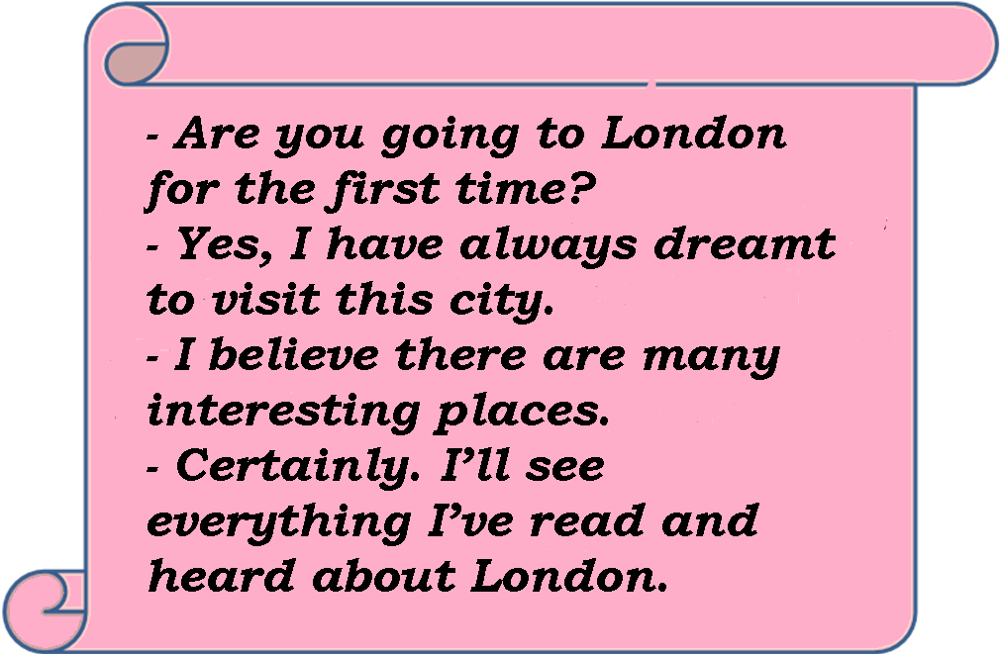 - Are you going to London
for the first time?
- Yes, I have always dreamt
to visit this city.
- I believe there are many
interesting places.
- Certainly. I’ll see
everything I’ve read and
heard about London.